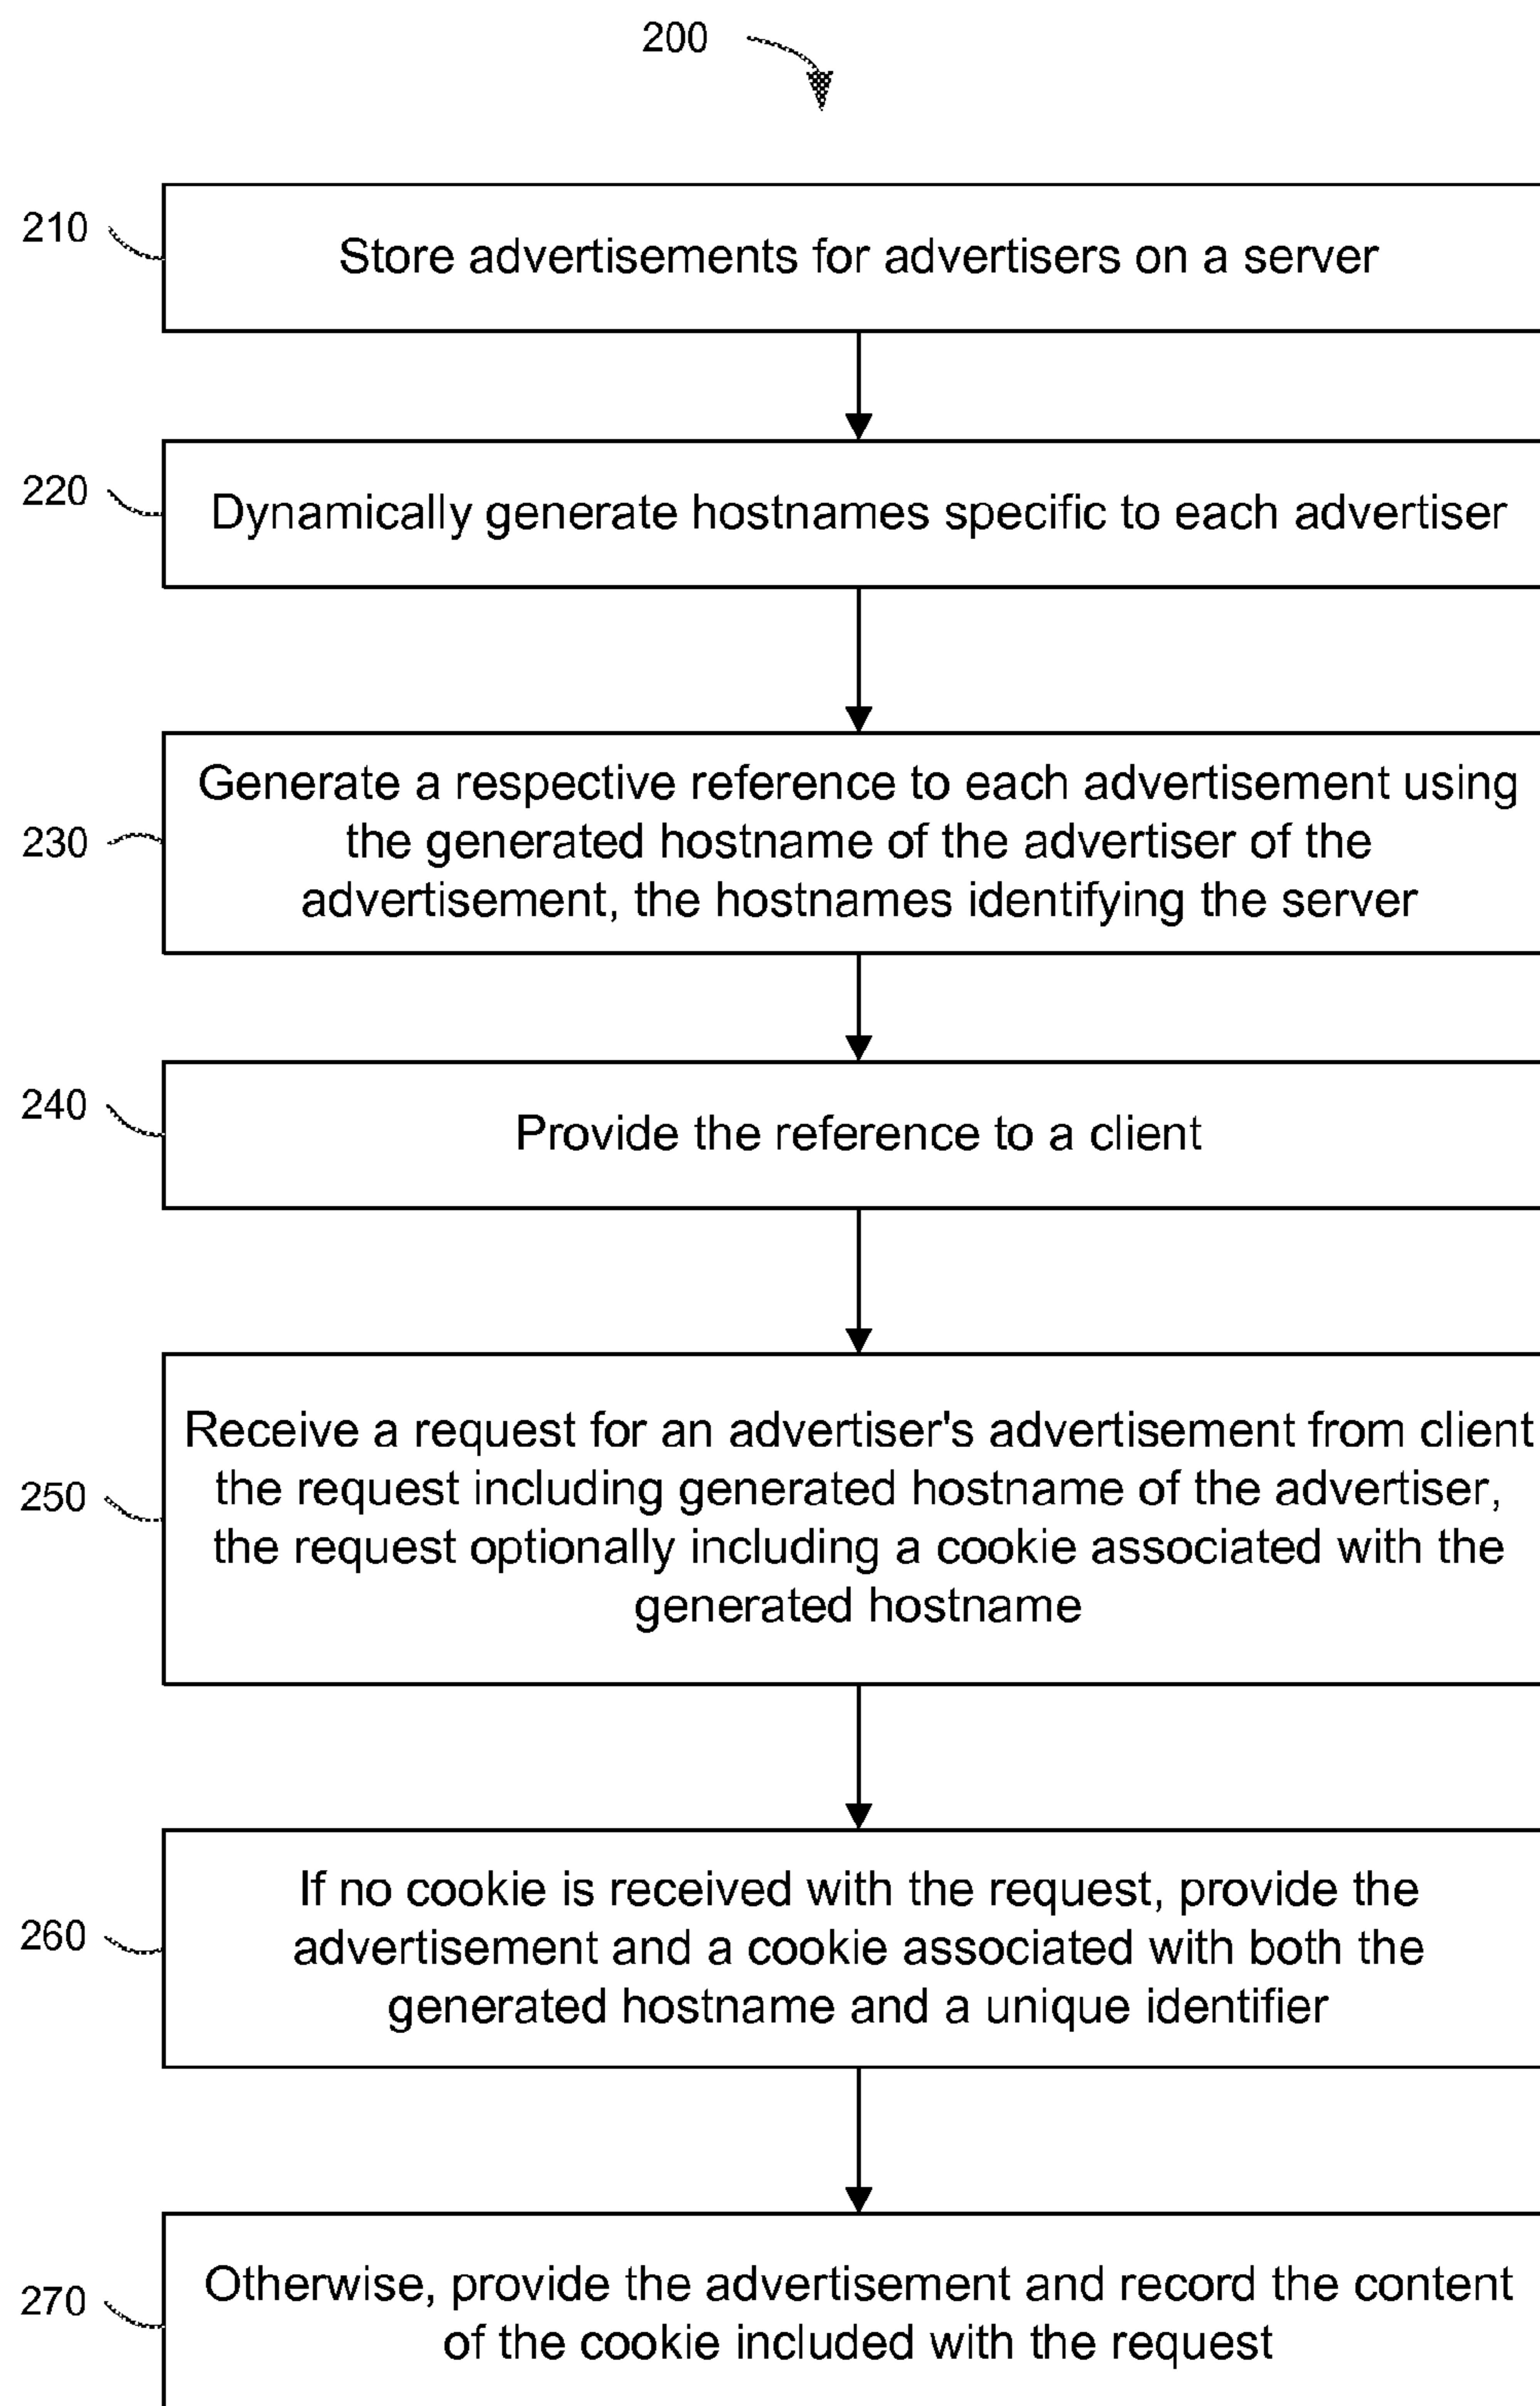 200
210
Store advertisements for advertisers on a server
220
Dynamically generate hostnames specific to each advertiser
230
Generate a respective reference to each advertisement using
the generated hostname of the advertiser of the
advertisement, the hostnames identifying the server
240
Provide the reference to a client
250
Receive a request for an advertiser's advertisement from client
the request including generated hostname of the advertiser,
the request optionally including a cookie associated with the
generated hostname
260
If no cookie is received with the request, provide the
advertisement and a cookie associated with both the
generated hostname and a unique identifier
270
Otherwise, provide the advertisement and record the content
of the cookie included with the request